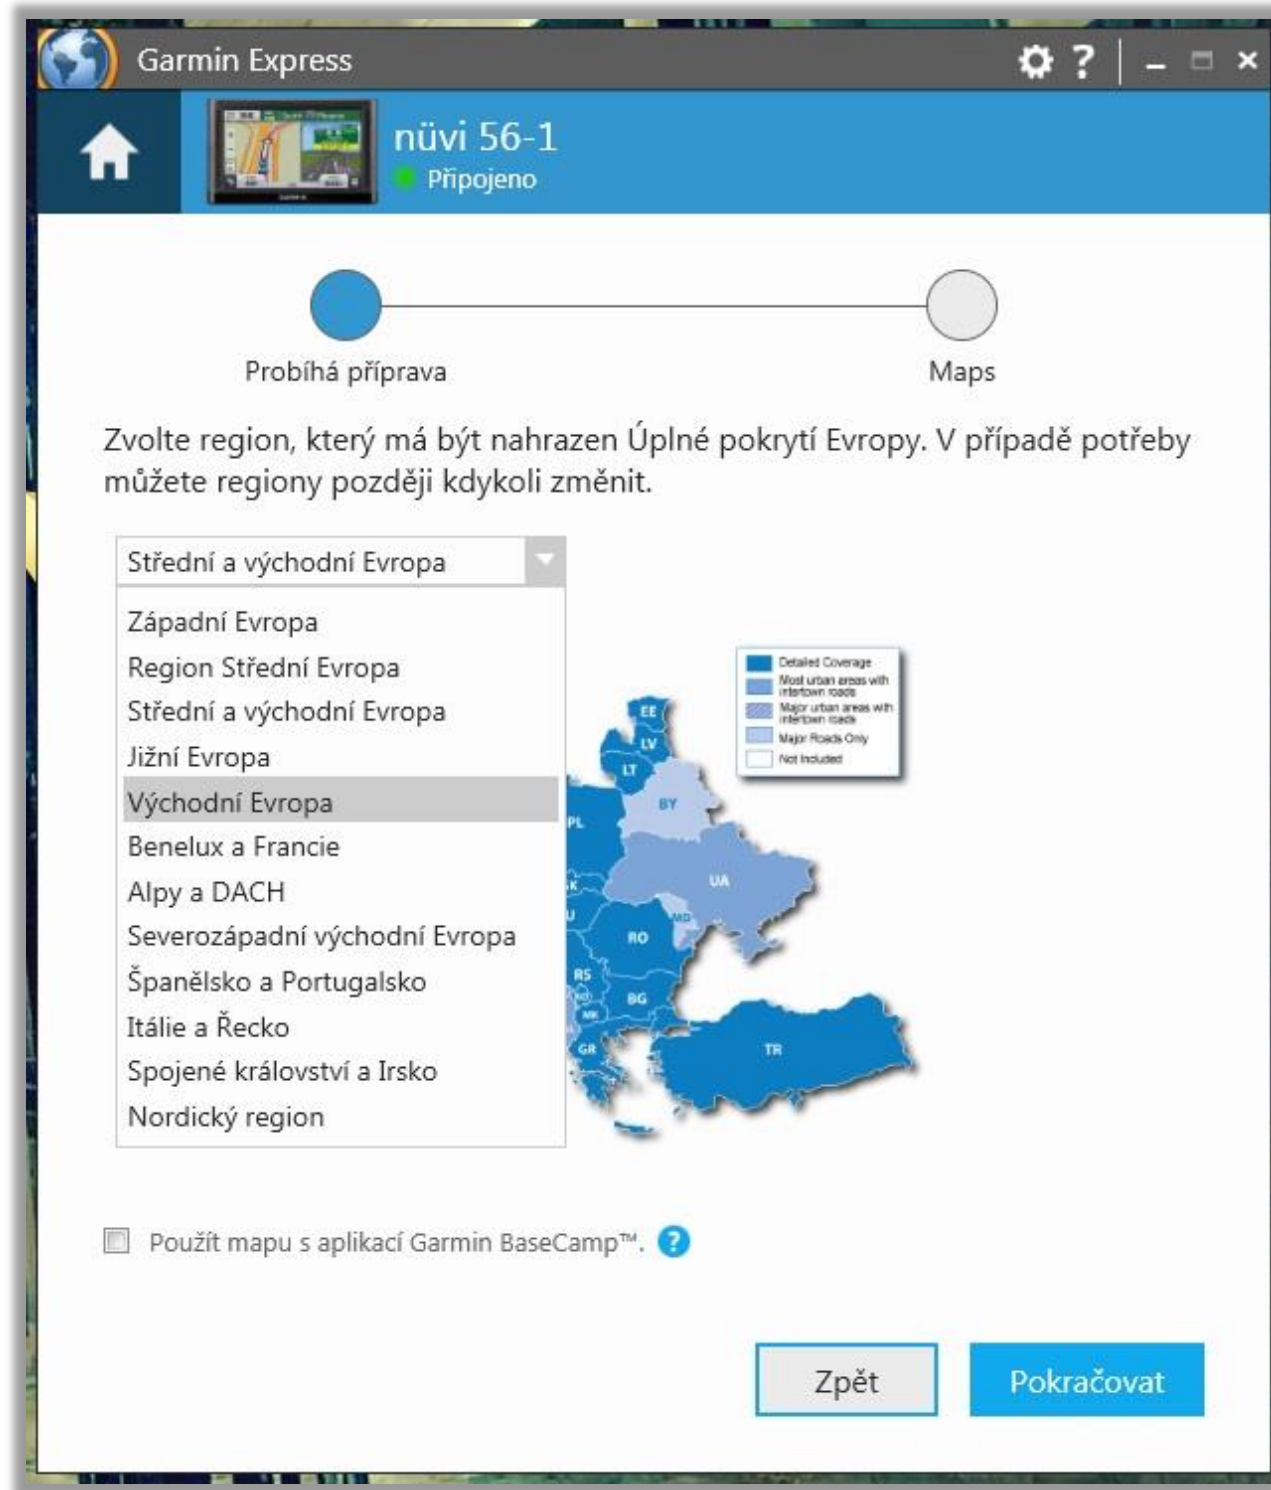 Garmin Express
?
nüvi 56-1
Připojeno
Probíhá příprava
Maps
Zvolte region, který má být nahrazen Úplné pokrytí Evropy. V případě potřeby
můžete regiony později kdykoli změnit.
Střední a východní Evropa
Západní Evropa
Region Střední Evropa
Střední a východní Evropa
Jižní Evropa
Východní Evropa
Benelux a Francie
Alpy a DACH
Severozápadní východní Evropa
Španělsko a Portugalsko
Itálie a Řecko
Spojené království a Irsko
Nordický region
Detailed Coverage
Most urban areas with
intertown roads
Major urban areas with
intertown roads
Major Roads Only
Not Included
EE
LV
LT
BY
PL
UA
MD
RO
RS
BG
MK
GR
TR
Použít mapu s aplikací Garmin BaseCamp™. ?
Zpět
Pokračovat